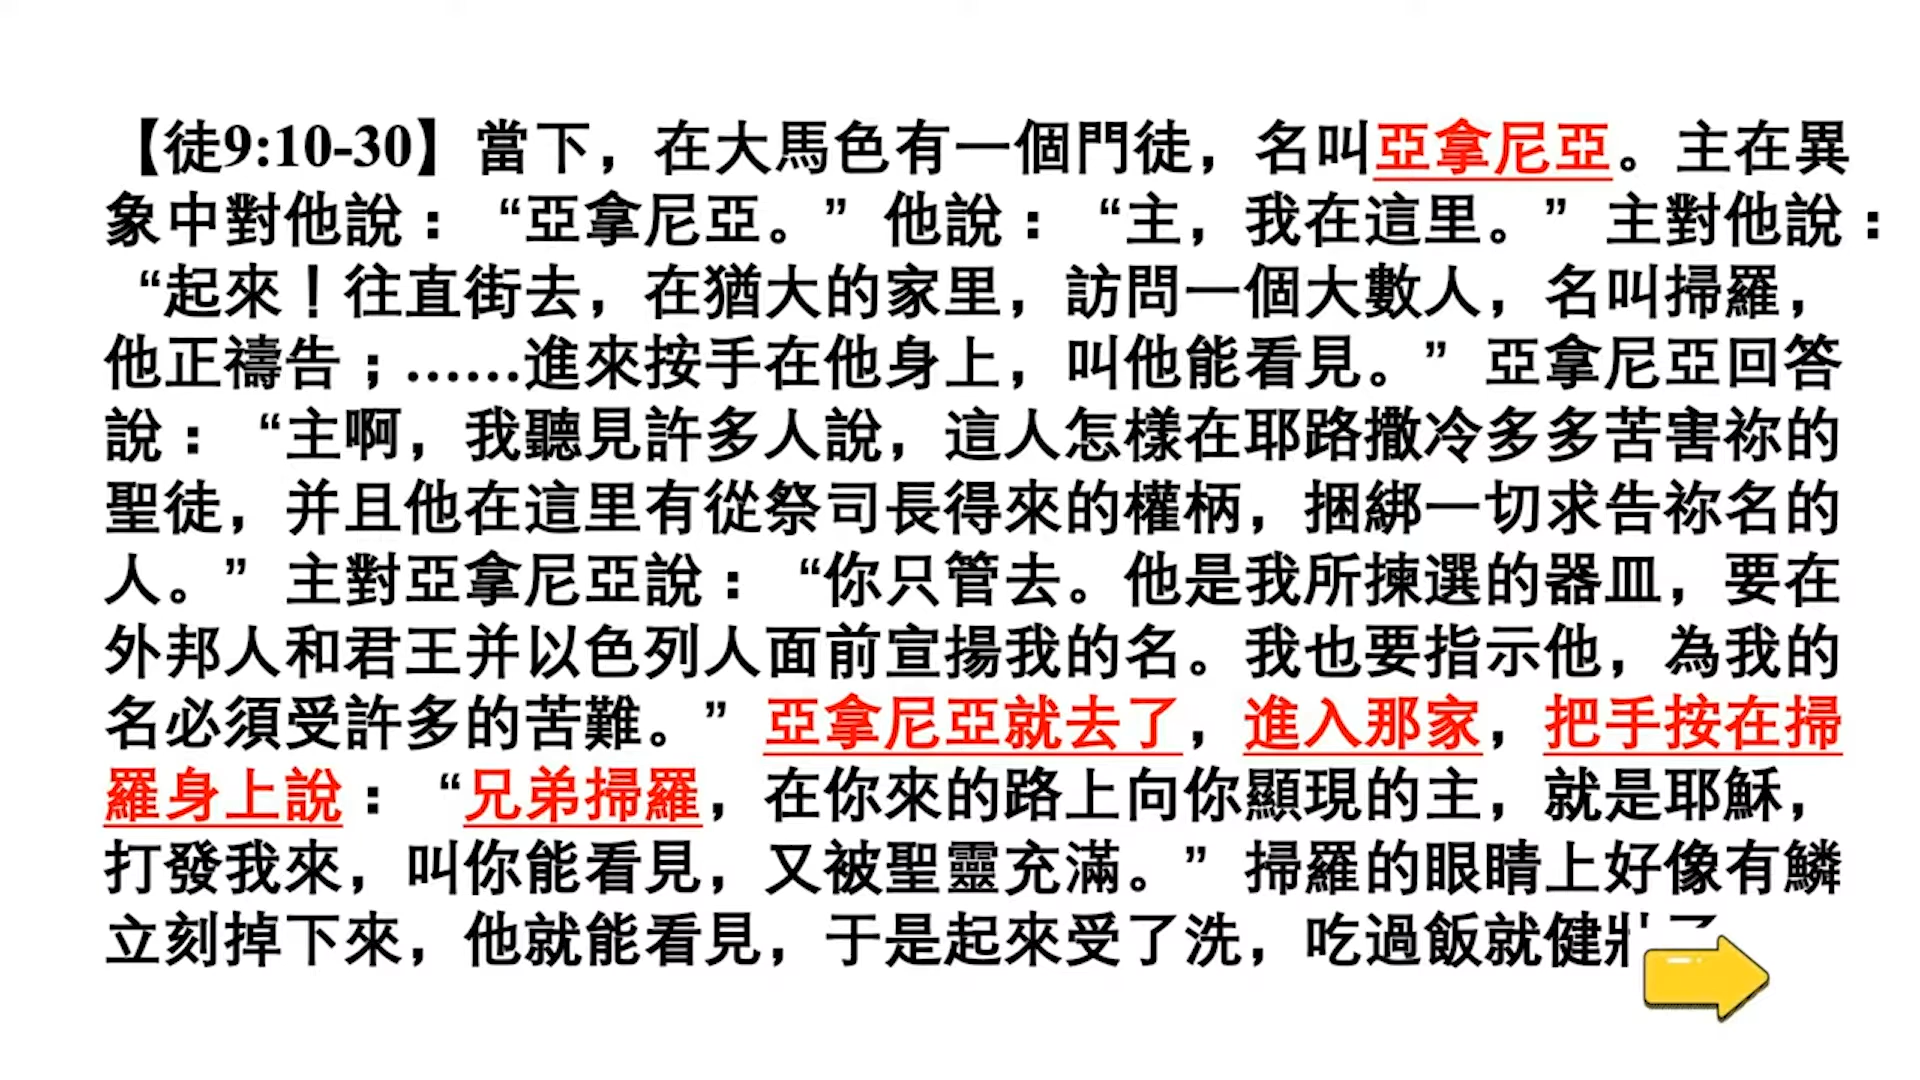 【徒9:10-30】當下，在大馬色有一個門徒，名叫亞拿尼亞。主在異
象中對他說：“亞拿尼亞。”他說：“主，我在這里。”主對他說：
“起來！往直街去，在猶大的家里，訪問一個大數人，名叫掃羅，
他正禱告；……進來按手在他身上，叫他能看見。”亞拿尼亞回答
說：“主啊，我聽見許多人說，這人怎樣在耶路撒冷多多苦害祢的
聖徒，并且他在這里有從祭司長得來的權柄，捆綁一切求告祢名的
人。”主對亞拿尼亞說：“你只管去。他是我所揀選的器皿，要在
外邦人和君王并以色列人面前宣揚我的名。我也要指示他，為我的
名必須受許多的苦難。”亞拿尼亞就去了，進入那家，把手按在掃
羅身上說：“兄弟掃羅，在你來的路上向你顯現的主，就是耶穌，
打發我來，叫你能看見，又被聖靈充滿。”掃羅的眼睛上好像有鱗
立刻掉下來，他就能看見，于是起來受了洗，吃過飯就健壯了